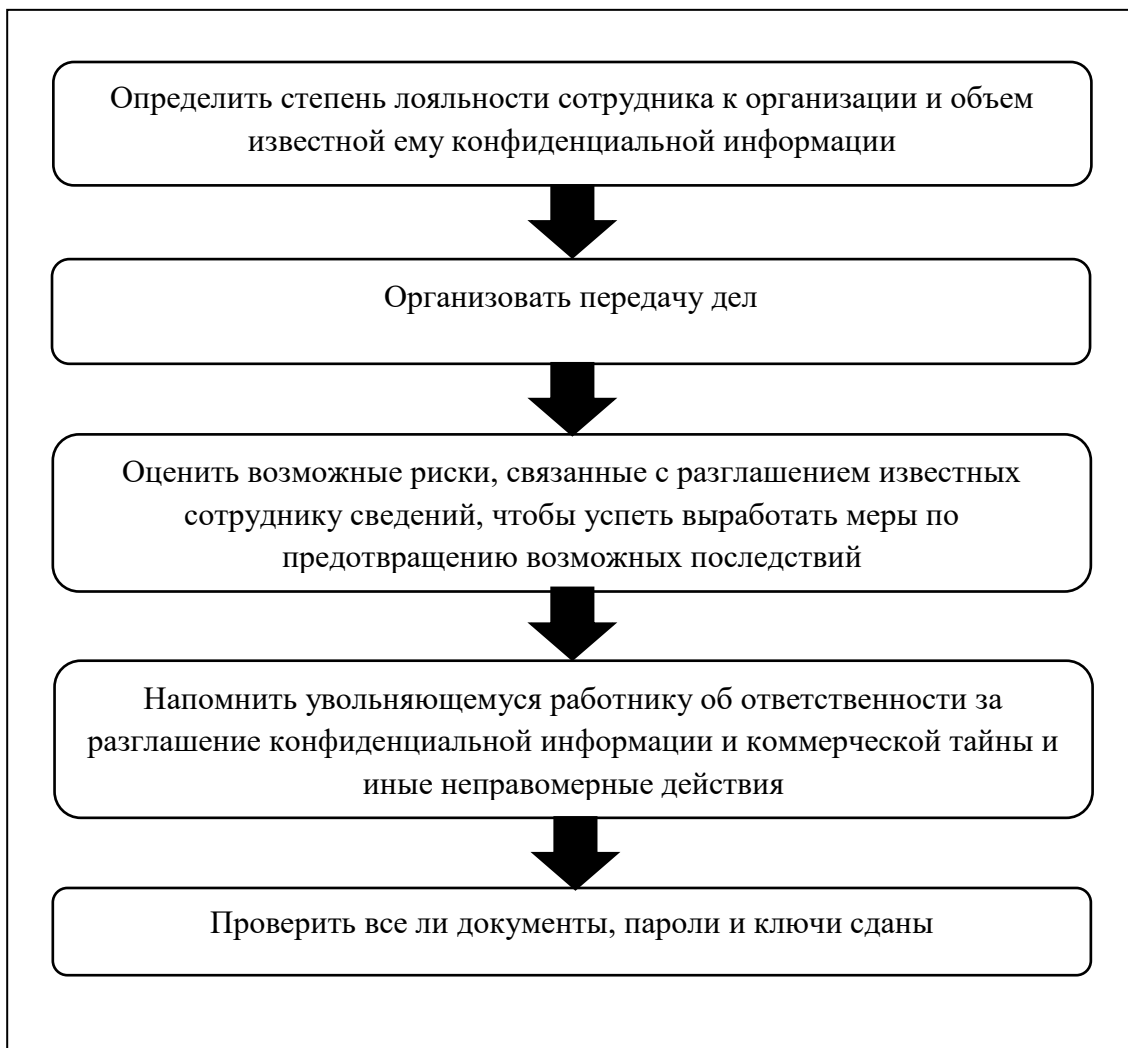 Определить степень лояльности сотрудника к организации и объем
известной ему конфиденциальной информации
Организовать передачу дел
Оценить возможные риски, связанные с разглашением известных
сотруднику сведений, чтобы успеть выработать меры по
предотвращению возможных последствий
Напомнить увольняющемуся работнику об ответственности за
разглашение конфиденциальной информации и коммерческой тайны и
иные неправомерные действия
Проверить все ли документы, пароли и ключи сданы